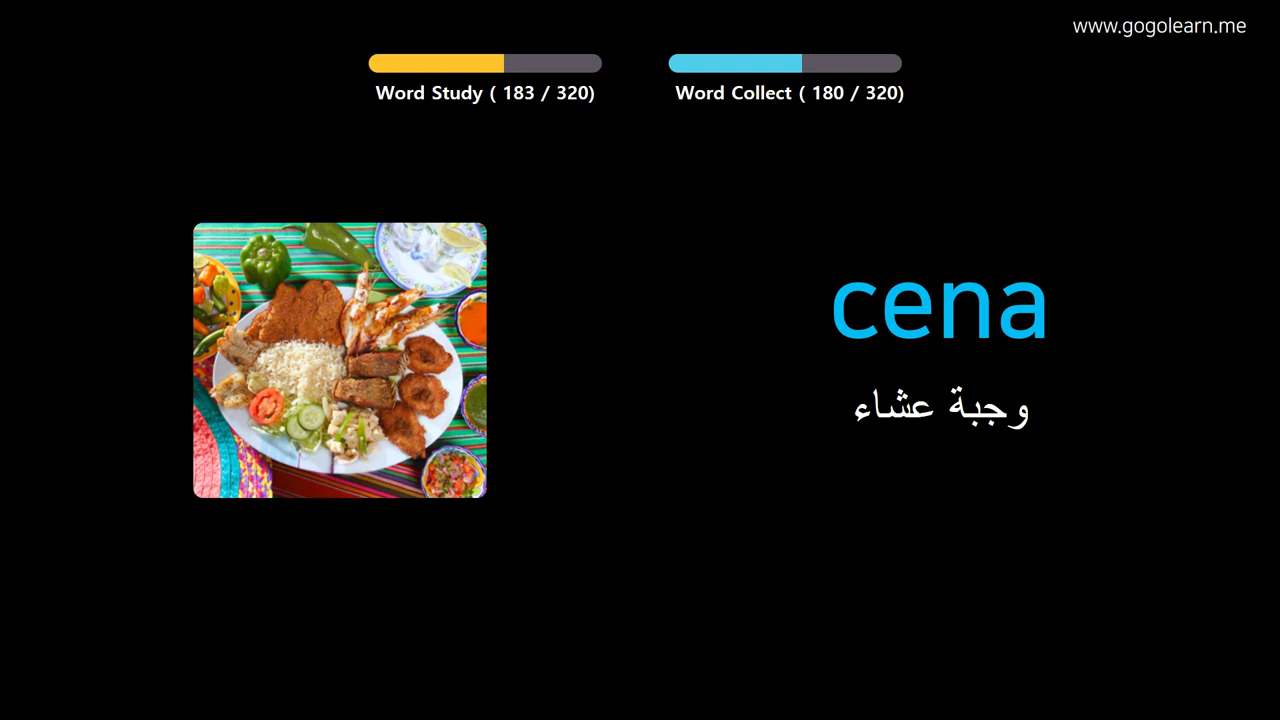 www.gogolearn.me
Word Study ( 183 / 320)
Word Collect ( 180 / 320)
cena
وجبة عشاء